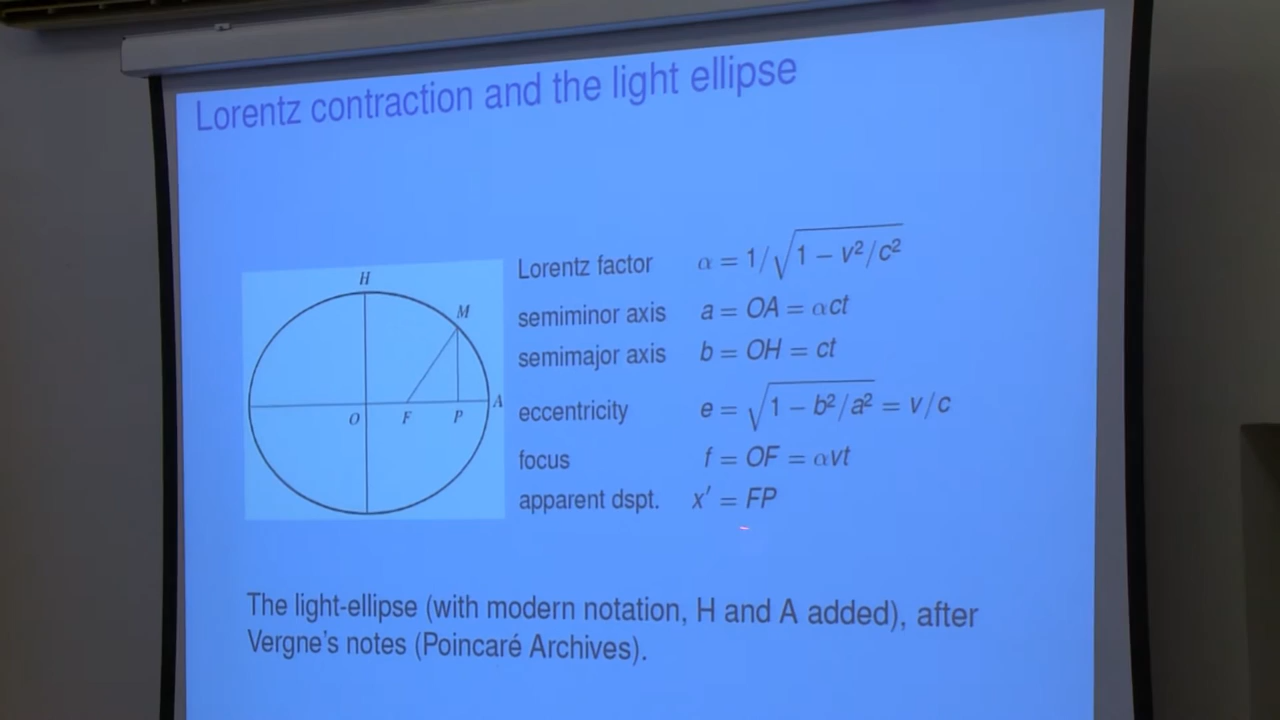 Lorentz contraction and the light ellipse
H
M
O F P A
Lorentz factor α = 1/√1 − v²/c²
semiminor axis a = OA = αct
semimajor axis b = OH = ct
eccentricity e = √1 − b²/a² = v/c
focus f = OF = αvt
apparent dspt. x′ = FP
The light-ellipse (with modern notation, H and A added), after
Vergne's notes (Poincaré Archives).